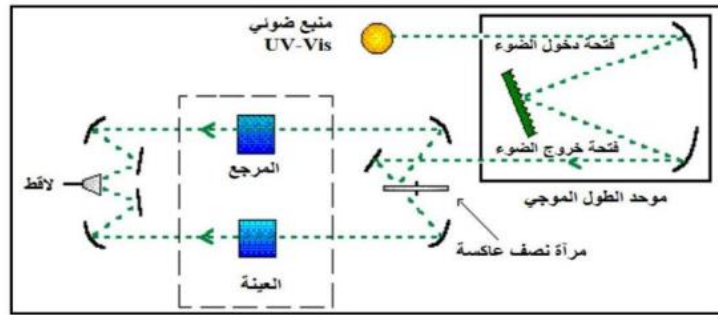 منبع ضوئي
UV-Vis
فتحة دخول الضوء
فتحة خروج الضوء
موحد الطول الموجي
المرجع
لاقط
العينة
مرآة نصف عاكسة